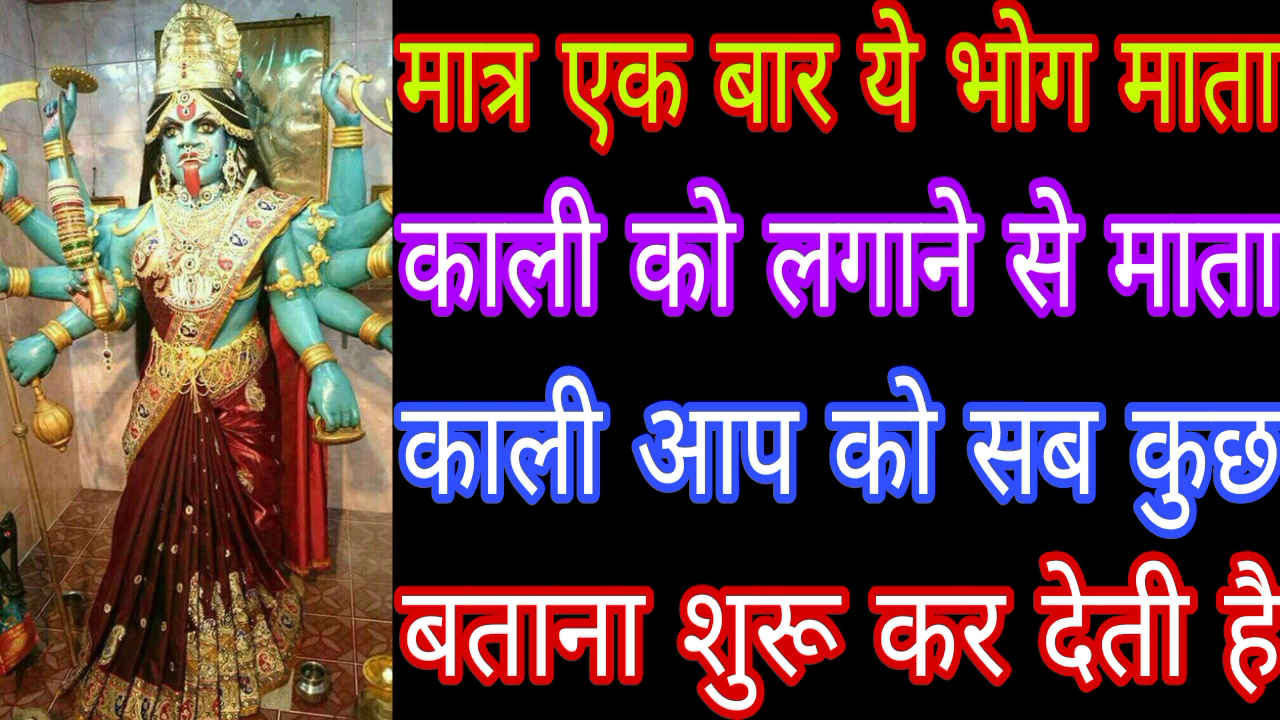 मात्र एक बार ये भोग माता
काली को लगाने से माता
काली आप को सब कुछ
बताना शुरू कर देती है